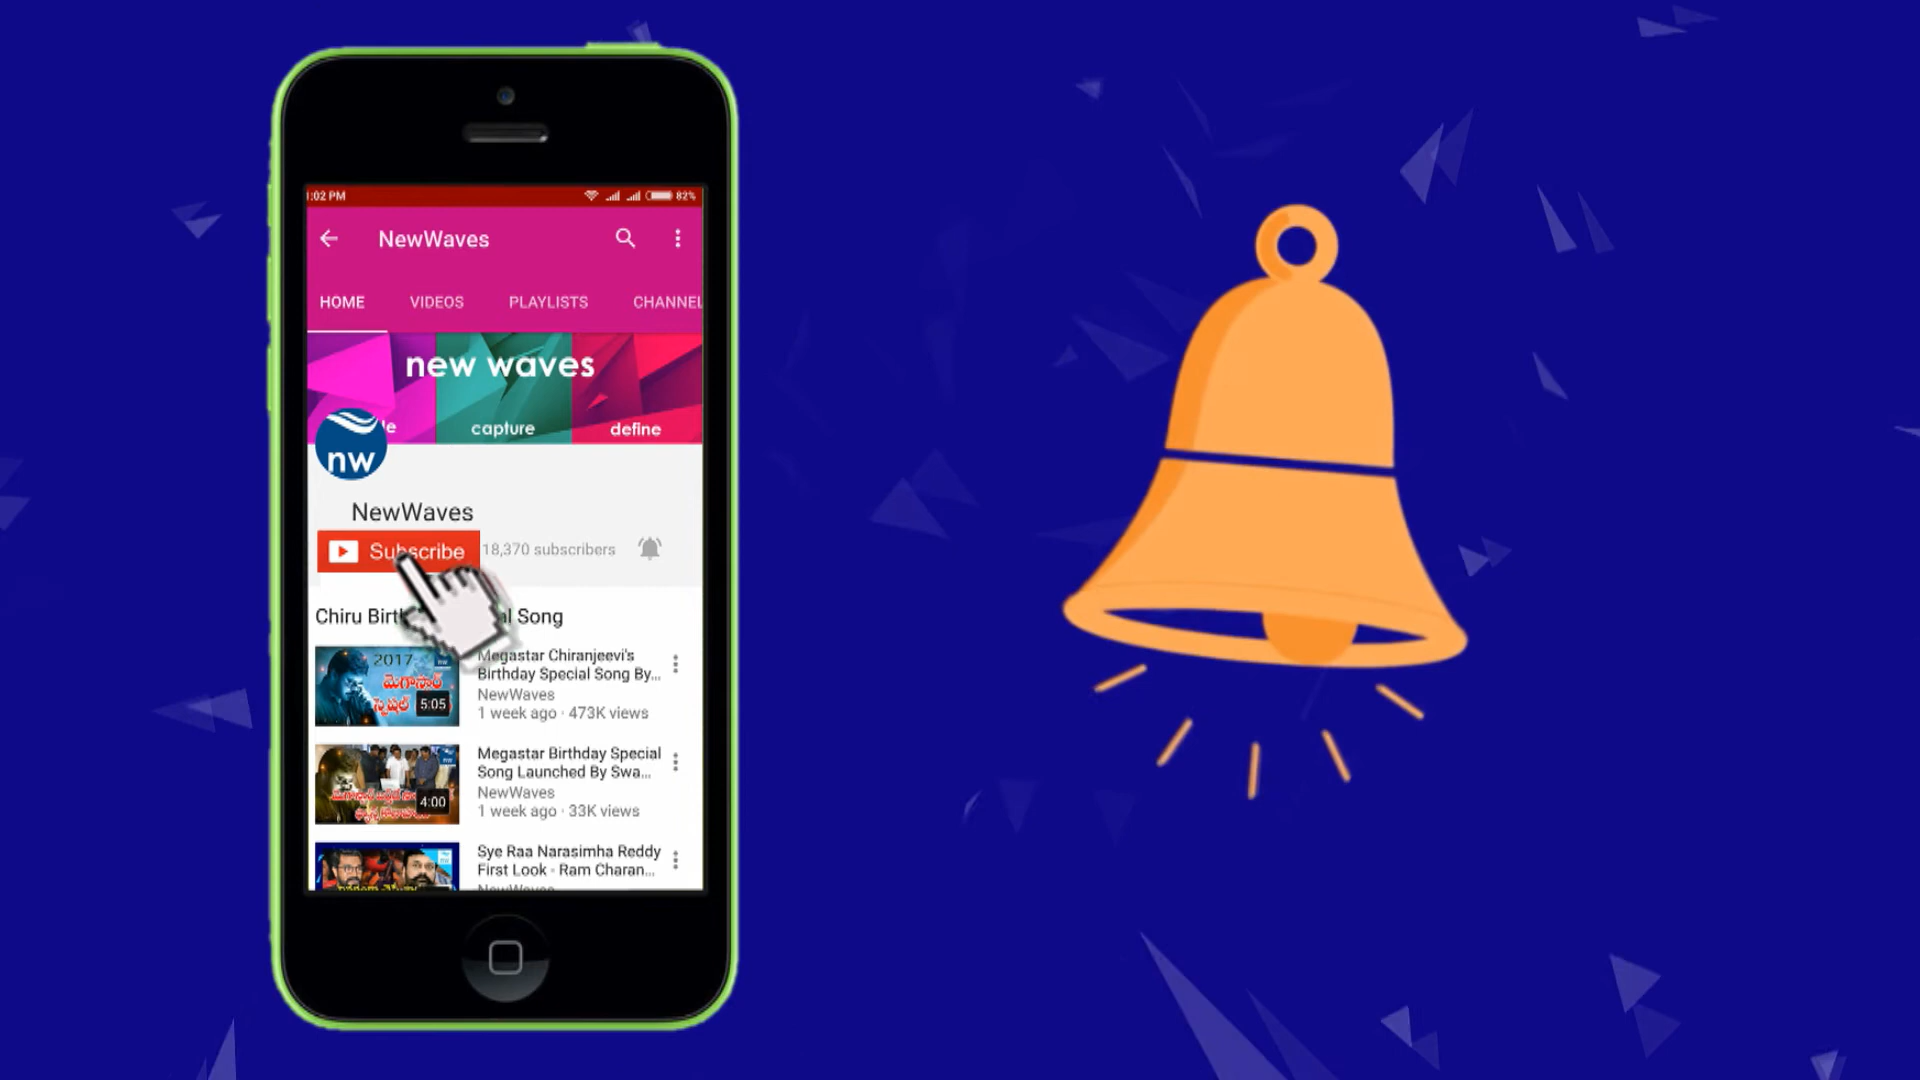 1:02 PM
82%
NewWaves
HOME VIDEOS PLAYLISTS CHANNEL
new waves
capture define
nw
NewWaves
Subscribe 18,370 subscribers
Song
2017
మెగాస్టార్
స్పెషల్
5:05
Megastar Chiranjeevi's
Birthday Special Song By...
NewWaves
1 week ago · 473K views
4:00
Megastar Birthday Special
Song Launched By Swa...
NewWaves
1 week ago · 33K views
Sye Raa Narasimha Reddy
First Look - Ram Charan...
NewWaves